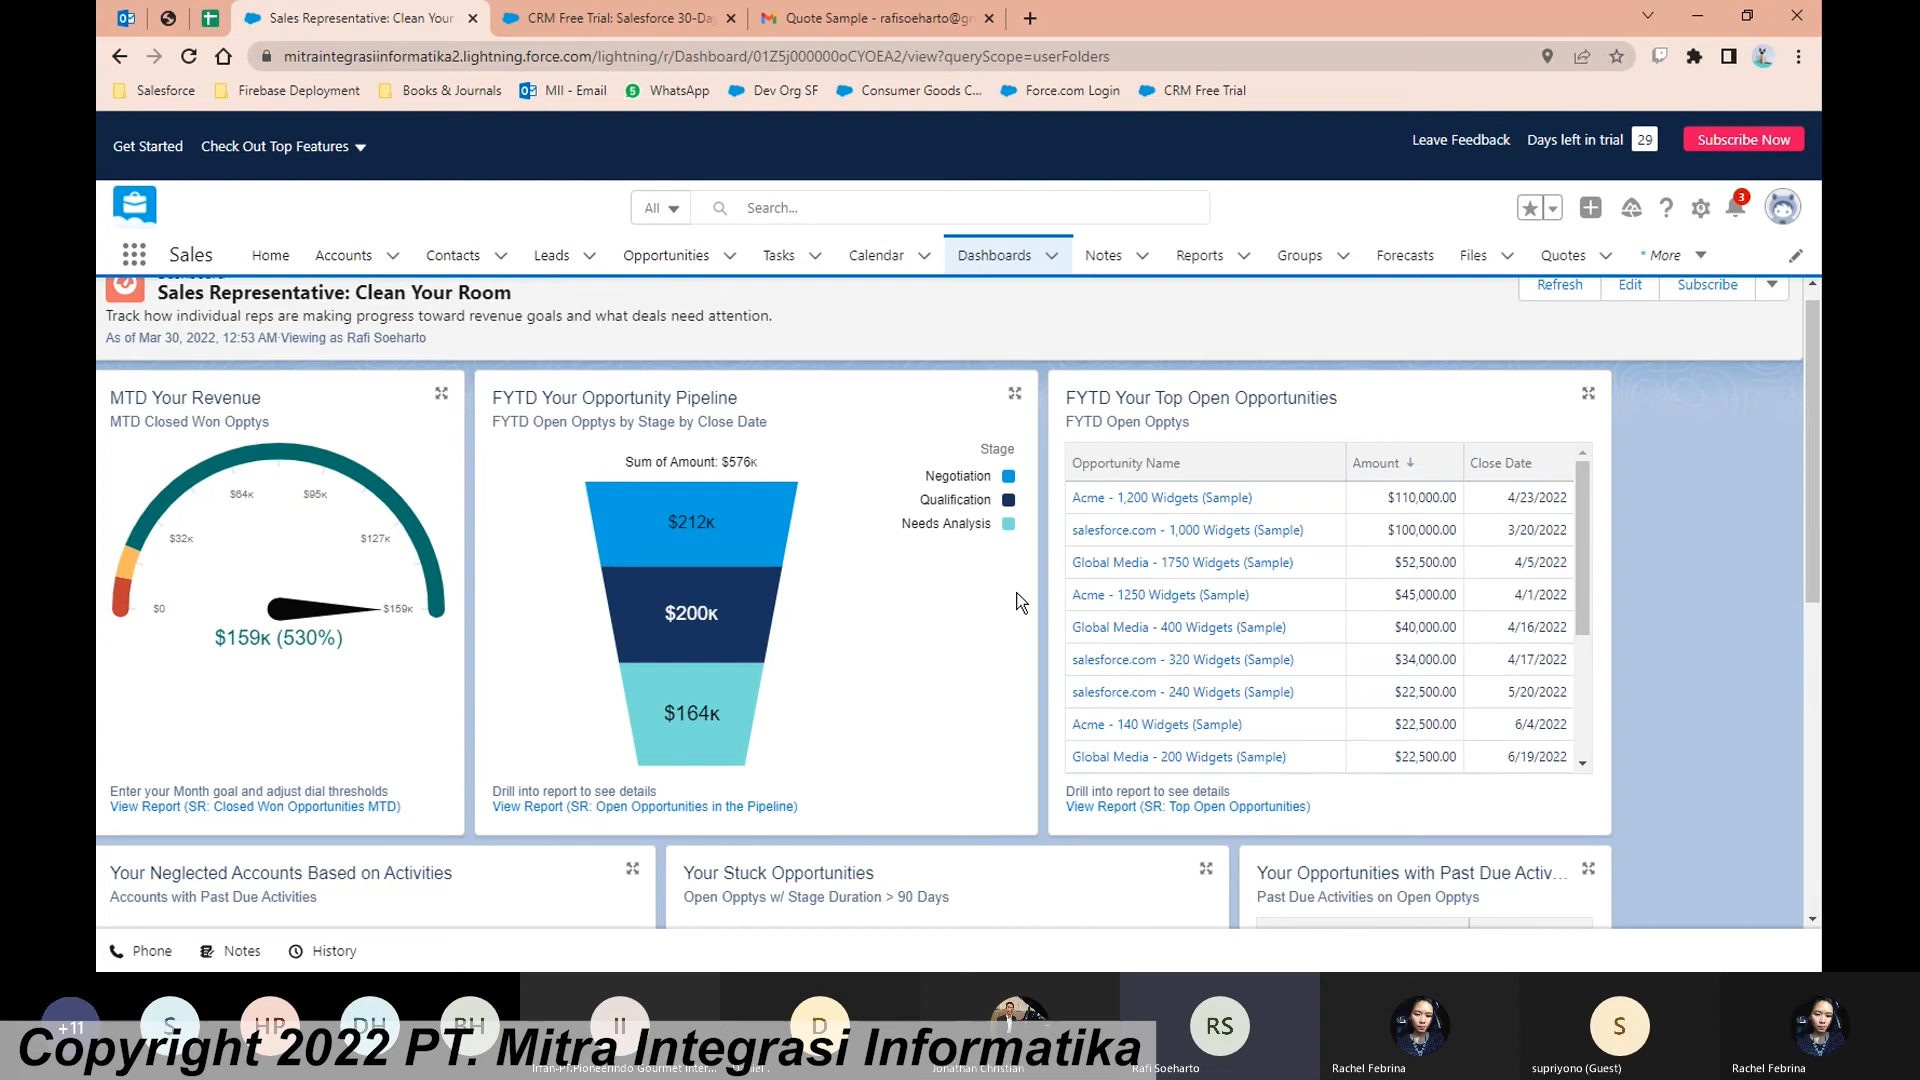 Sales Representative: Clean Your
CRM Free Trial: Salesforce 30-Da
Quote Sample - rafisoeharto@gm
mitraintegrasiinformatika2.lightning.force.com/lightning/r/Dashboard/01Z5j000000oCYOEA2/view?queryScope=userFolders
Salesforce Firebase Deployment Books & Journals MII - Email WhatsApp Dev Org SF Consumer Goods C... Force.com Login CRM Free Trial
Get Started Check Out Top Features Leave Feedback Days left in trial 29 Subscribe Now
All Search... 3
Sales Home Accounts Contacts Leads Opportunities Tasks Calendar Dashboards Notes Reports Groups Forecasts Files Quotes * More
Dashboard
Sales Representative: Clean Your Room
Refresh Edit Subscribe
Track how individual reps are making progress toward revenue goals and what deals need attention.
As of Mar 30, 2022, 12:53 AM·Viewing as Rafi Soeharto
MTD Your Revenue
MTD Closed Won Opptys
$0
$32K
$64K
$95K
$127K
$159K
$159K (530%)
Enter your Month goal and adjust dial thresholds
View Report (SR: Closed Won Opportunities MTD)
FYTD Your Opportunity Pipeline
FYTD Open Opptys by Stage by Close Date
Sum of Amount: $576K
$212K
$200K
$164K
Stage
Negotiation
Qualification
Needs Analysis
Drill into report to see details
View Report (SR: Open Opportunities in the Pipeline)
FYTD Your Top Open Opportunities
FYTD Open Opptys
Opportunity Name Amount ↓ Close Date
Acme - 1,200 Widgets (Sample) $110,000.00 4/23/2022
salesforce.com - 1,000 Widgets (Sample) $100,000.00 3/20/2022
Global Media - 1750 Widgets (Sample) $52,500.00 4/5/2022
Acme - 1250 Widgets (Sample) $45,000.00 4/1/2022
Global Media - 400 Widgets (Sample) $40,000.00 4/16/2022
salesforce.com - 320 Widgets (Sample) $34,000.00 4/17/2022
salesforce.com - 240 Widgets (Sample) $22,500.00 5/20/2022
Acme - 140 Widgets (Sample) $22,500.00 6/4/2022
Global Media - 200 Widgets (Sample) $22,500.00 6/19/2022
Drill into report to see details
View Report (SR: Top Open Opportunities)
Your Neglected Accounts Based on Activities
Accounts with Past Due Activities
Your Stuck Opportunities
Open Opptys w/ Stage Duration > 90 Days
Your Opportunities with Past Due Activ...
Past Due Activities on Open Opptys
Phone Notes History
+11 S HP DH BH II D RS S
Copyright 2022 PT. Mitra Integrasi Informatika
Jonathan Christian Rafi Soeharto Rachel Febrina supriyono (Guest) Rachel Febrina